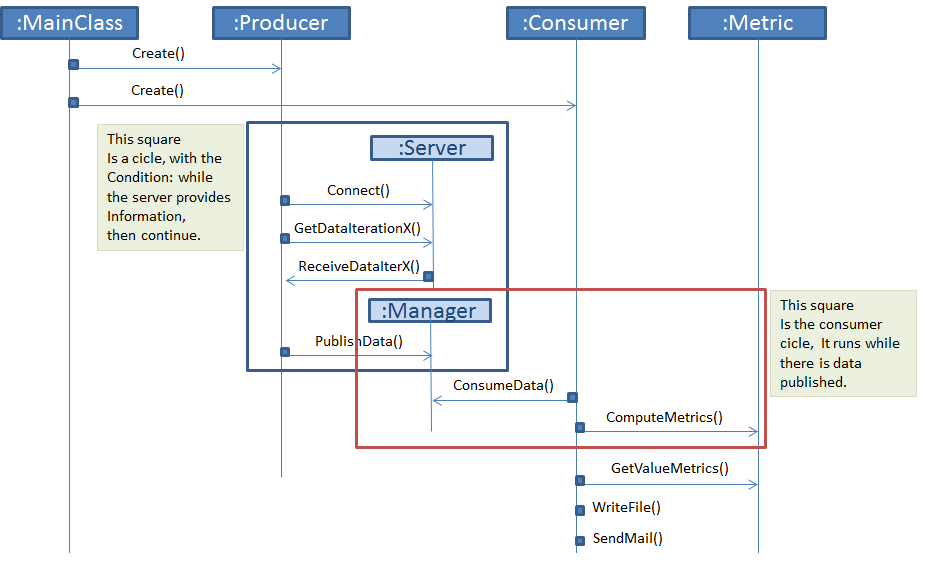 :MainClass
:Producer
:Consumer
:Metric
Create()
Create()
This square
Is a cicle, with the
Condition: while
the server provides
Information,
then continue.
:Server
Connect()
GetDataIterationX()
ReceiveDataIterX()
:Manager
PublishData()
This square
Is the consumer
cicle, It runs while
there is data
published.
ConsumeData()
ComputeMetrics()
GetValueMetrics()
WriteFile()
SendMail()